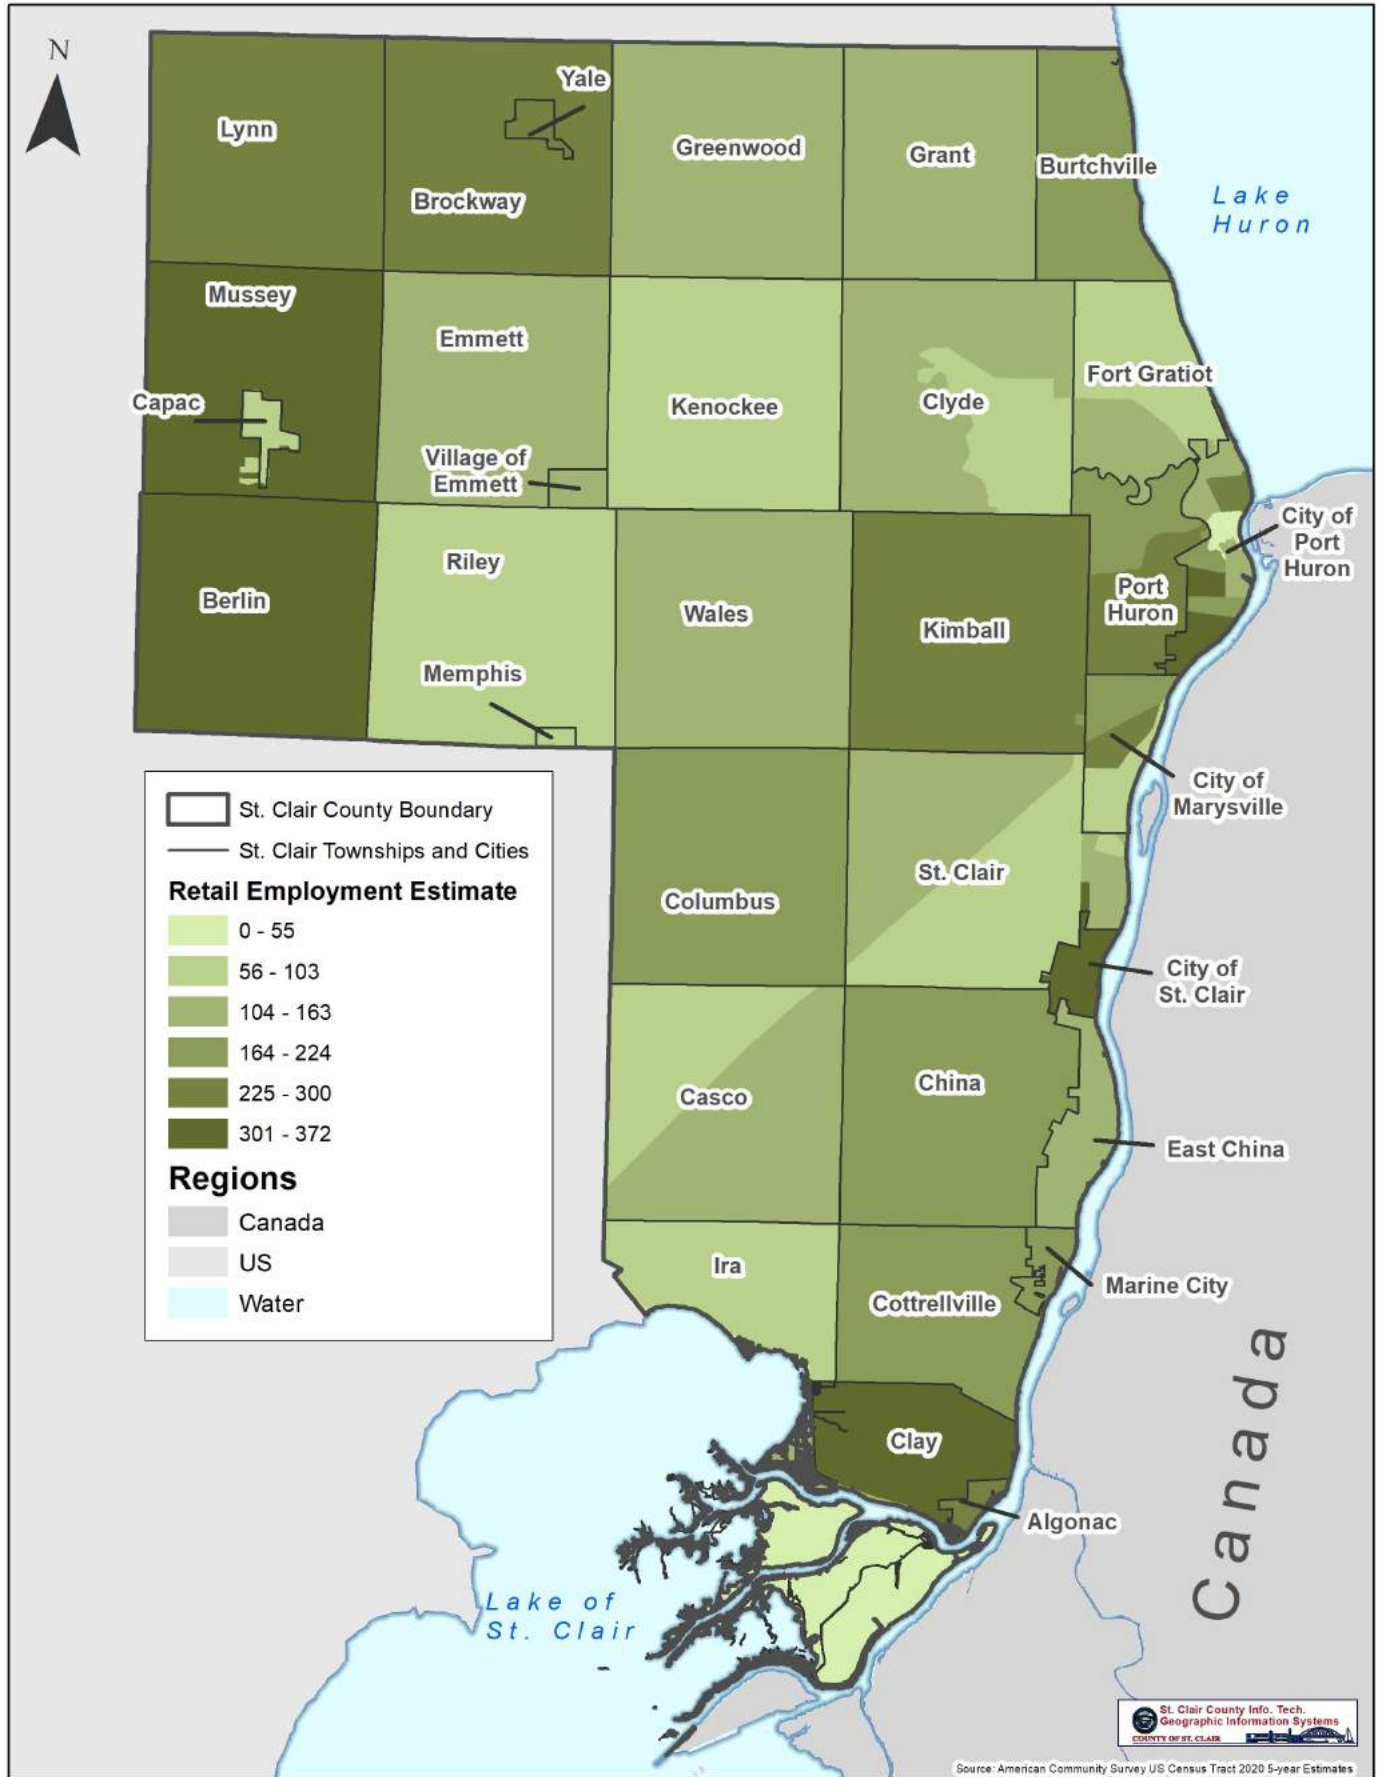 N
Yale
Lynn
Greenwood
Grant
Burtchville
Brockway
Lake
Huron
Mussey
Emmett
Fort Gratiot
Capac
Kenockee
Clyde
Village of
Emmett
City of
Port
Huron
Riley
Berlin
Wales
Kimball
Port
Huron
Memphis
City of
Marysville
St. Clair County Boundary
St. Clair Townships and Cities
Retail Employment Estimate
0 - 55
56 - 103
104 - 163
164 - 224
225 - 300
301 - 372
Regions
Canada
US
Water
Columbus
St. Clair
City of
St. Clair
Casco
China
East China
Ira
Cottrellville
Marine City
Clay
Algonac
Canada
Lake of
St. Clair
St. Clair County Info. Tech.
Geographic Information Systems
COUNTY OF ST. CLAIR
Source: American Community Survey US Census Tract 2020 5-year Estimates